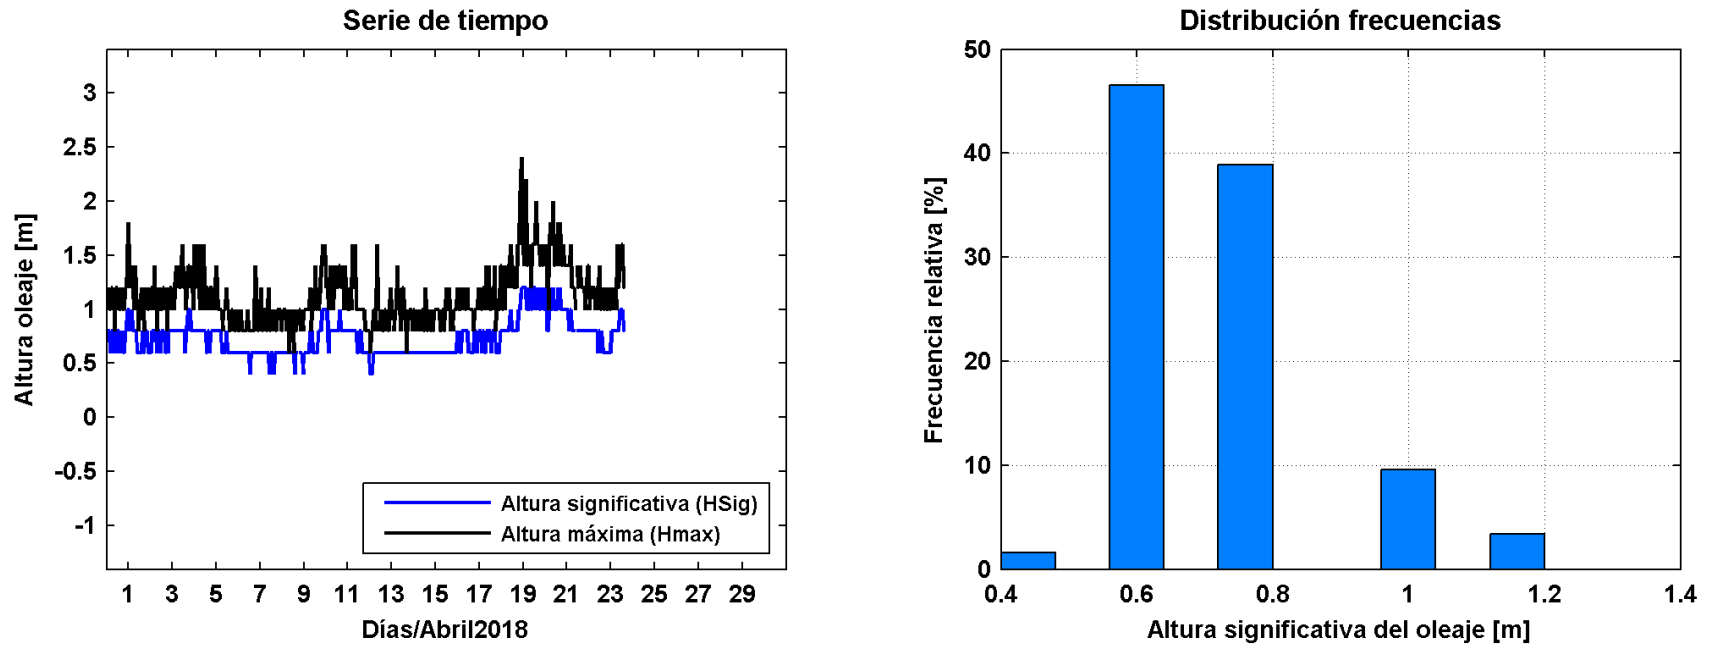 Serie de tiempo
Altura oleaje [m]
3
2.5
2
1.5
1
0.5
0
-0.5
-1
Altura significativa (HSig)
Altura máxima (Hmax)
1 3 5 7 9 11 13 15 17 19 21 23 25 27 29
Días/Abril2018
Distribución frecuencias
Frecuencia relativa [%]
50
40
30
20
10
0
0.4 0.6 0.8 1 1.2 1.4
Altura significativa del oleaje [m]